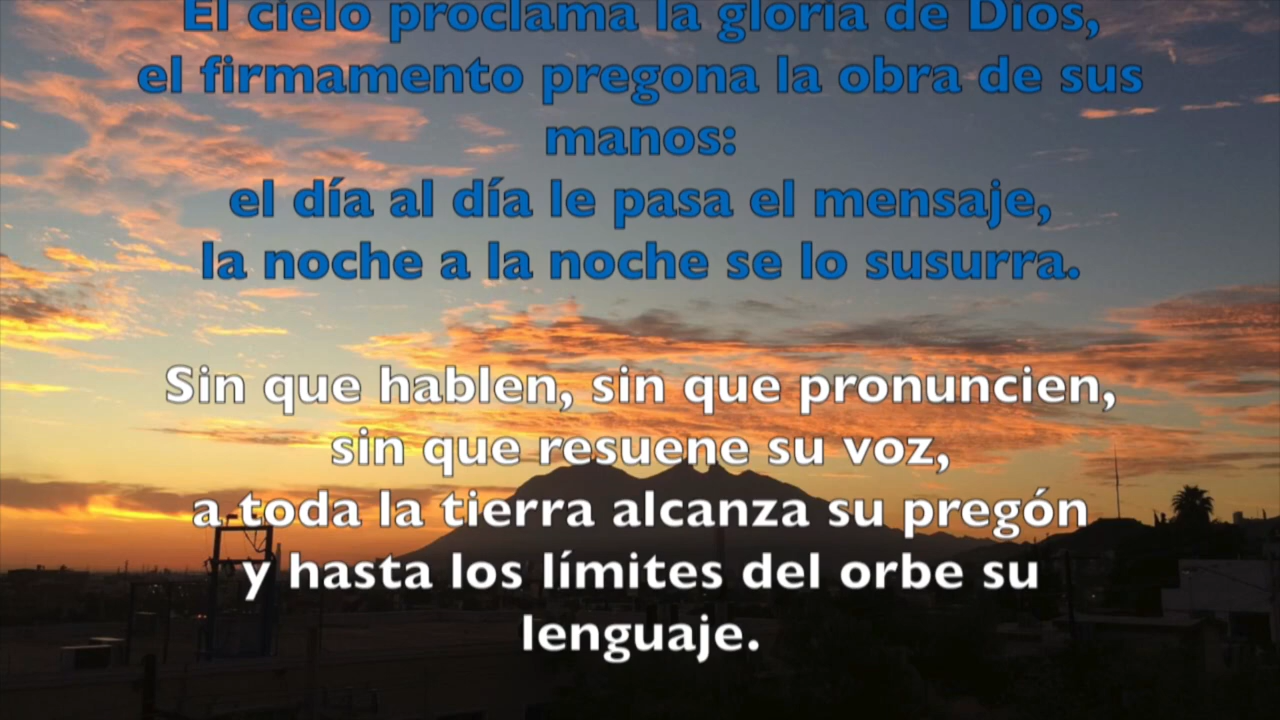 El cielo proclama la gloria de Dios,
el firmamento pregona la obra de sus
manos:
el día al día le pasa el mensaje,
la noche a la noche se lo susurra.
Sin que hablen, sin que pronuncien,
sin que resuene su voz,
a toda la tierra alcanza su pregón
y hasta los límites del orbe su
lenguaje.